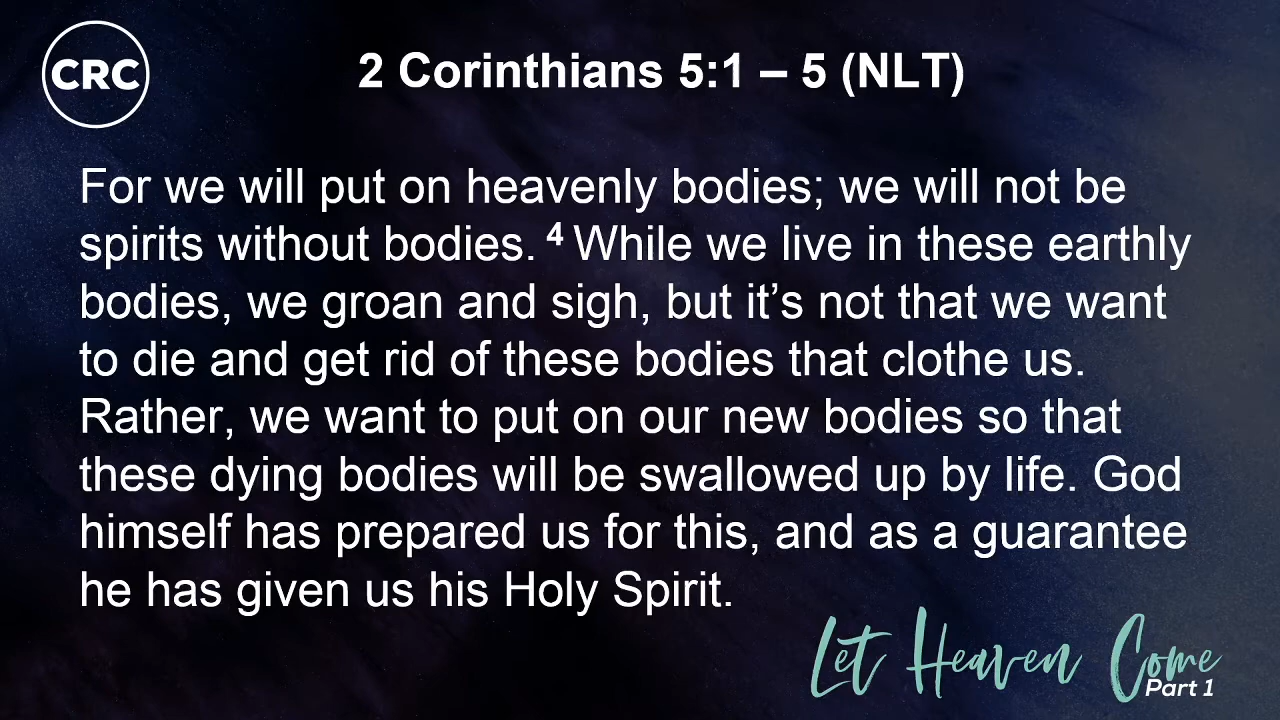 CRC
2 Corinthians 5:1 – 5 (NLT)
For we will put on heavenly bodies; we will not be
spirits without bodies. ⁴ While we live in these earthly
bodies, we groan and sigh, but it’s not that we want
to die and get rid of these bodies that clothe us.
Rather, we want to put on our new bodies so that
these dying bodies will be swallowed up by life. God
himself has prepared us for this, and as a guarantee
he has given us his Holy Spirit.
Let Heaven Come
Part 1